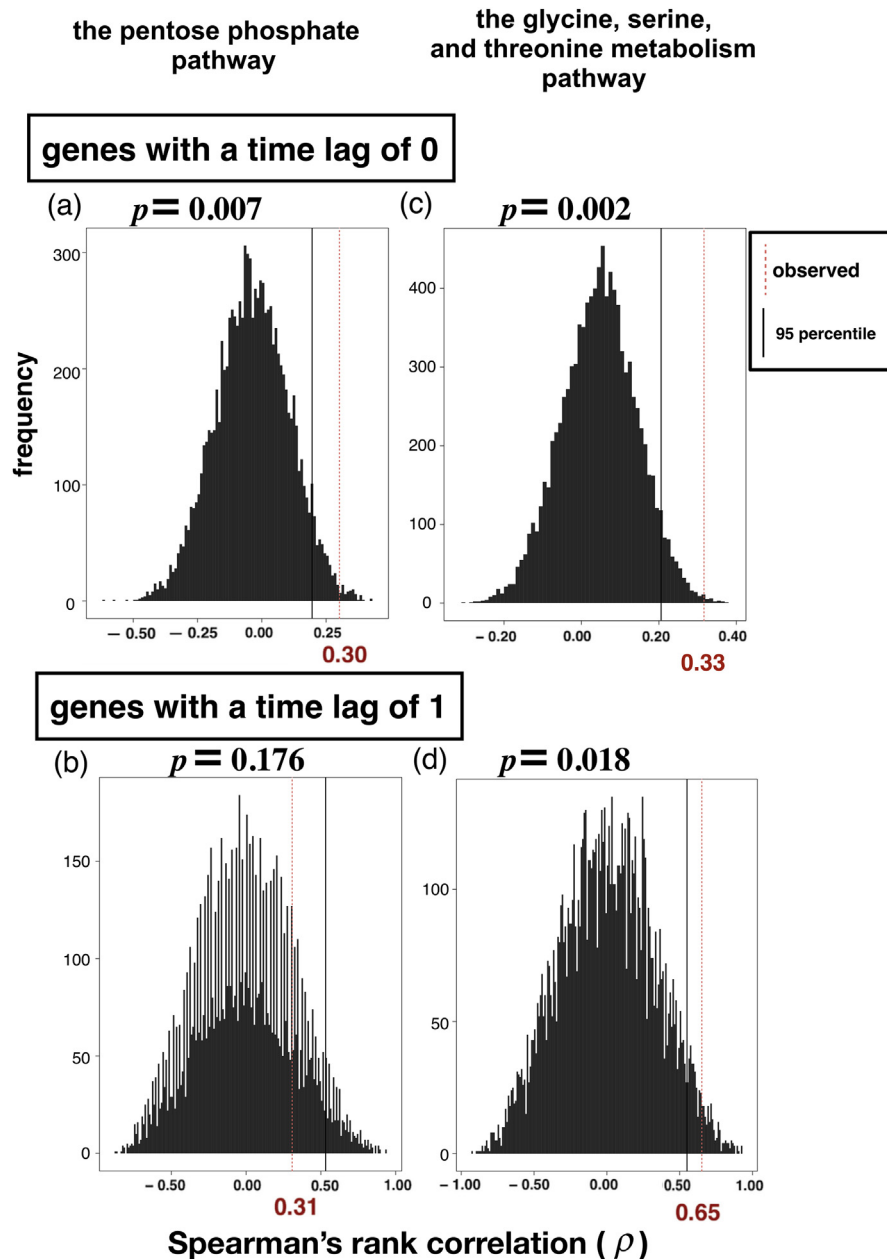 the pentose phosphate
pathway
the glycine, serine,
and threonine metabolism
pathway
genes with a time lag of 0
(a)
p = 0.007
(c)
p = 0.002
observed
95 percentile
frequency
300
200
100
0
400
300
200
100
0
− 0.50 − 0.25 0.00 0.25
0.30
− 0.20 0.00 0.20 0.40
0.33
genes with a time lag of 1
(b)
p = 0.176
(d)
p = 0.018
150
100
50
0
100
50
0
− 0.50 0.00 0.50 1.00
0.31
− 1.00 −0.50 0.00 0.50 1.00
0.65
Spearman's rank correlation ( ρ )